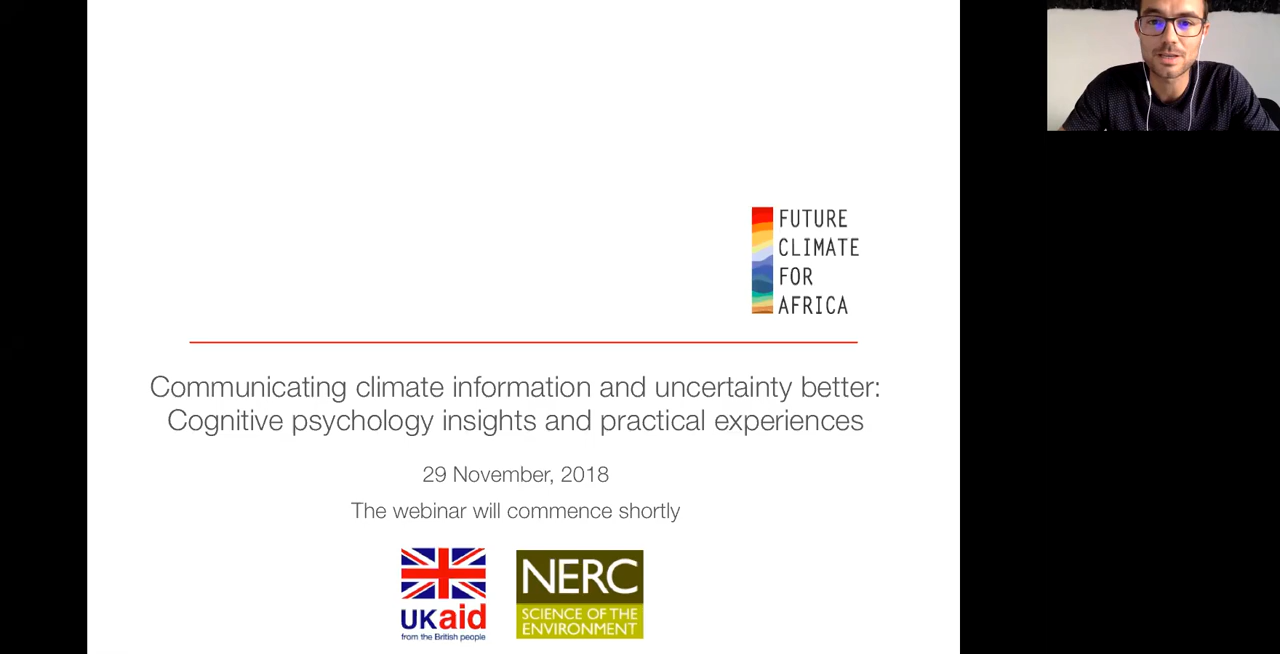 FUTURE
CLIMATE
FOR
AFRICA
Communicating climate information and uncertainty better:
Cognitive psychology insights and practical experiences
29 November, 2018
The webinar will commence shortly
UKaid
from the British people
NERC
SCIENCE OF THE
ENVIRONMENT